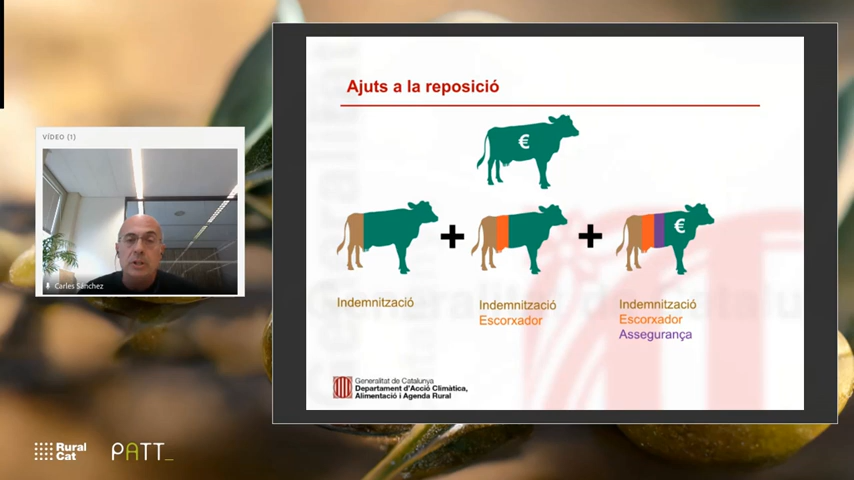 VÍDEO (1)
Carles Sánchez
Ajuts a la reposició
€
+
+
€
Indemnització
Indemnització
Escorxador
Indemnització
Escorxador
Assegurança
Generalitat de Catalunya
Departament d'Acció Climàtica,
Alimentació i Agenda Rural
Rural
Cat
PATT_